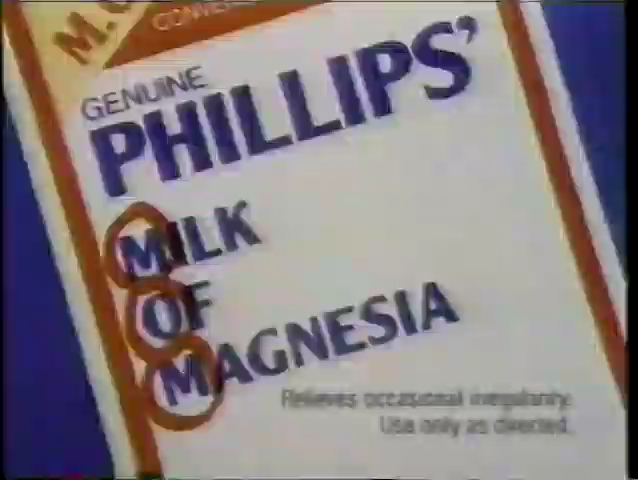 GENUINE
PHILLIPS'
MILK
OF
MAGNESIA
Relieves occasional irregularity.
Use only as directed.